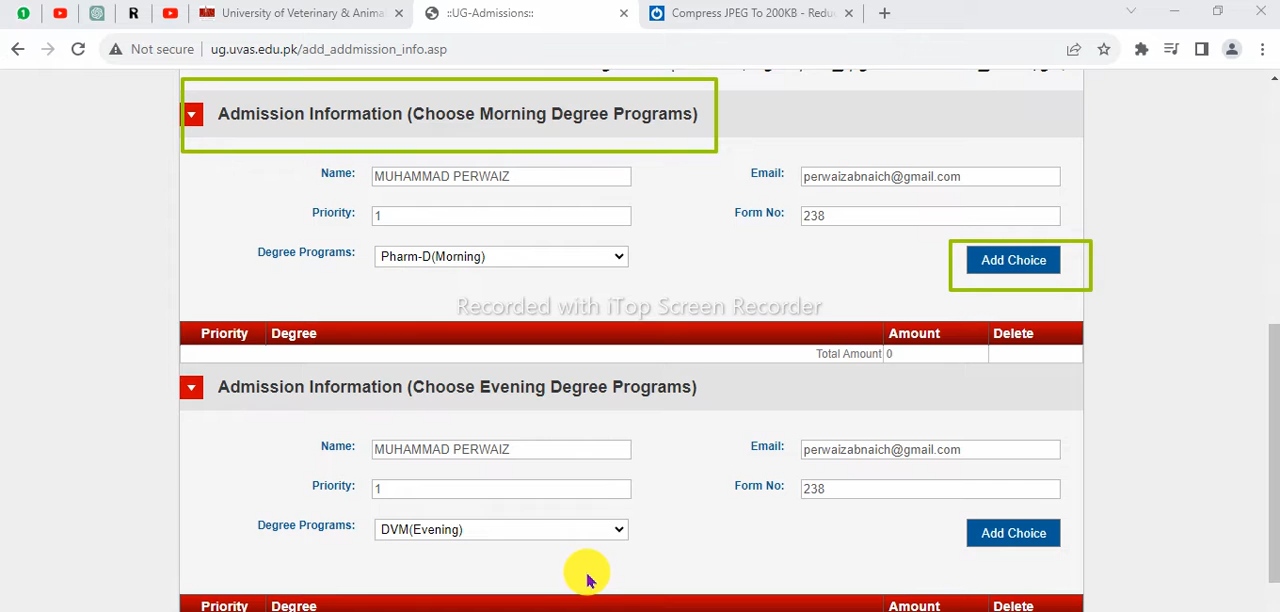 University of Veterinary & Anima
::UG-Admissions::
Compress JPEG To 200KB - Redu
Not secure
ug.uvas.edu.pk/add_addmission_info.asp
Admission Information (Choose Morning Degree Programs)
Name: MUHAMMAD PERWAIZ Email: perwaizabnaich@gmail.com
Priority: 1 Form No: 238
Degree Programs: Pharm-D(Morning) Add Choice
Recorded with iTop Screen Recorder
Priority Degree Amount Delete
Total Amount 0
Admission Information (Choose Evening Degree Programs)
Name: MUHAMMAD PERWAIZ Email: perwaizabnaich@gmail.com
Priority: 1 Form No: 238
Degree Programs: DVM(Evening) Add Choice
Priority Degree Amount Delete